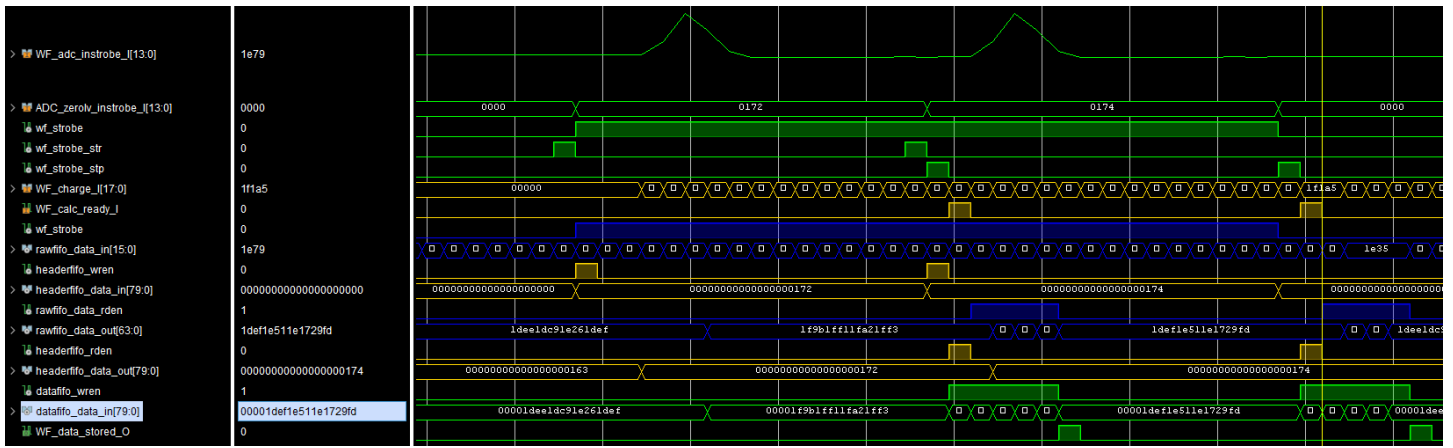 WF_adc_instrobe_I[13:0] 1e79
ADC_zerolv_instrobe_I[13:0] 0000 0000 0172 0174 0000
wf_strobe 0
wf_strobe_str 0
wf_strobe_stp 0
WF_charge_I[17:0] 1f1a5 00000 1f1a5
WF_calc_ready_I 0
wf_strobe 0
rawfifo_data_in[15:0] 1e79 1e35
headerfifo_wren 0
headerfifo_data_in[79:0] 00000000000000000000 00000000000000000000 00000000000000000172 00000000000000000174
rawfifo_rden 1
rawfifo_data_out[63:0] 1def1e511e1729fd 1dee1dc91e261def 1f9b1ff11fa21ff3 1def1e511e1729fd 1dee1dc9
headerfifo_rden 0
headerfifo_data_out[79:0] 00000000000000000174 00000000000000000163 00000000000000000172 00000000000000000174
datafifo_wren 1
datafifo_data_in[79:0] 00001def1e511e1729fd 00001dee1dc91e261def 00001f9b1ff11fa21ff3 00001def1e511e1729fd 00001dee
WF_data_stored_O 0